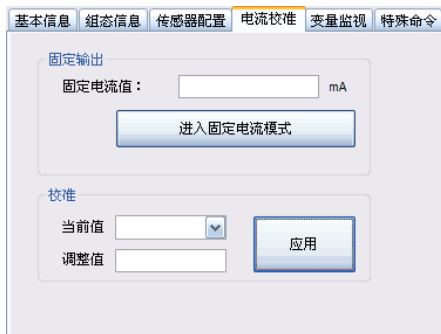 基本信息 组态信息 传感器配置 电流校准 变量监视 特殊命令
固定输出
固定电流值： mA
进入固定电流模式
校准
当前值
应用
调整值